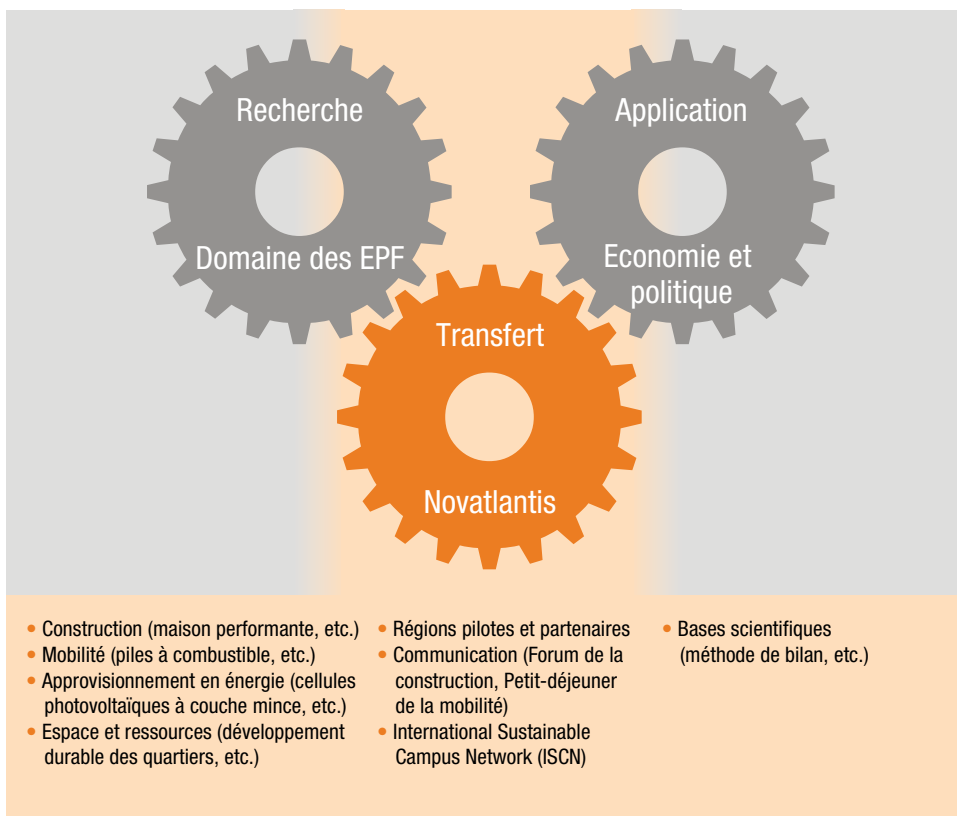 Recherche
Domaine des EPF
Application
Economie et
politique
Transfert
Novatlantis
• Construction (maison performante, etc.)
• Mobilité (piles à combustible, etc.)
• Approvisionnement en énergie (cellules
photovoltaïques à couche mince, etc.)
• Espace et ressources (développement
durable des quartiers, etc.)
• Régions pilotes et partenaires
• Communication (Forum de la
construction, Petit-déjeuner
de la mobilité)
• International Sustainable
Campus Network (ISCN)
• Bases scientifiques
(méthode de bilan, etc.)